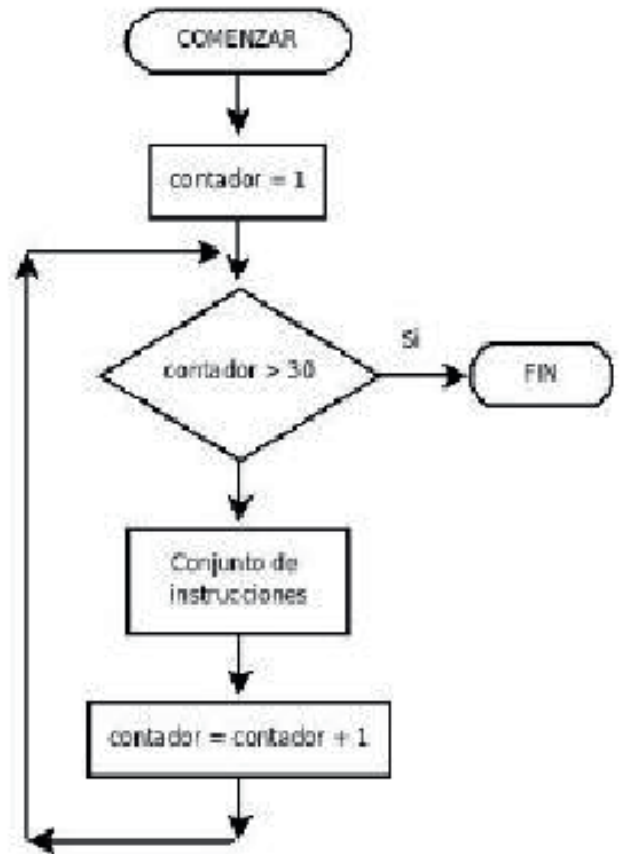 COMENZAR
contador = 1
contador > 30
Si
FIN
Conjunto de
instrucciones
contador = contador + 1